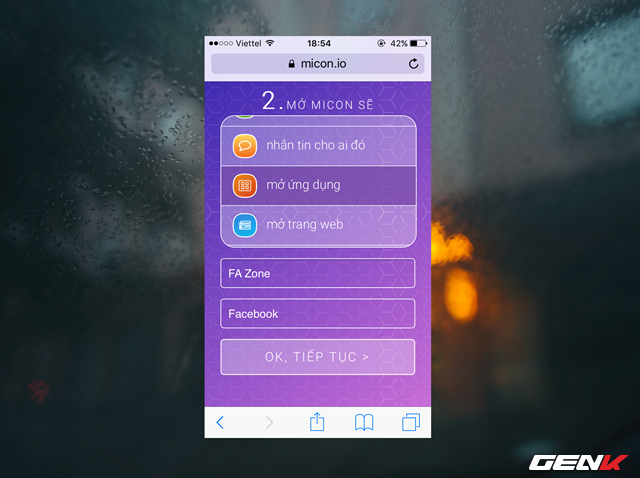 Viettel 18:54 42%
micon.io
2.MỞ MICON SẼ
nhắn tin cho ai đó
mở ứng dụng
mở trang web
FA Zone
Facebook
OK, TIẾP TỤC >
GENK